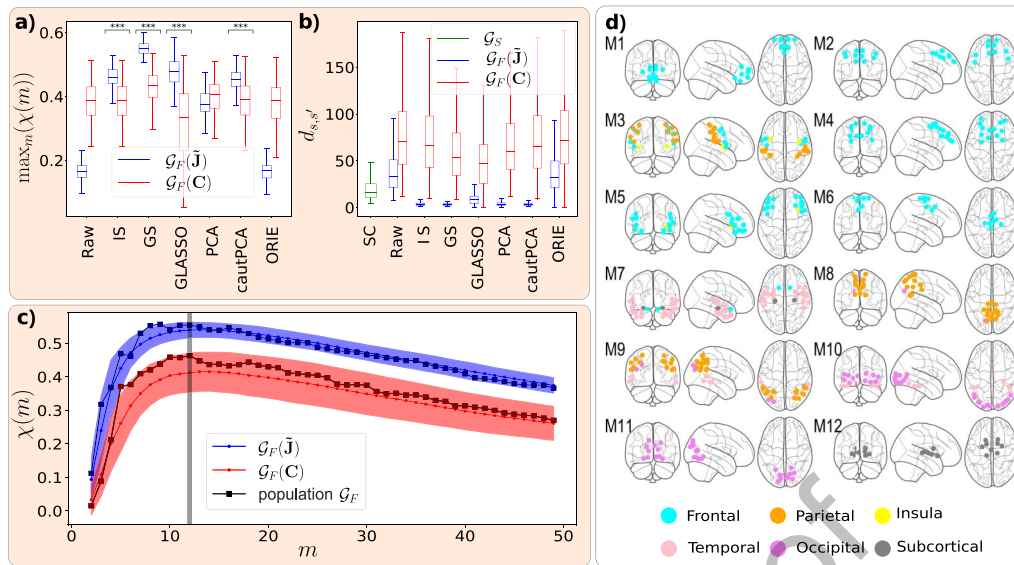 a)
0.6
0.4
0.2
max_m(χ(m))
***
***
***
***
𝒢_F(J̃)
𝒢_F(C)
Raw
IS
GS
GLASSO
PCA
cautPCA
ORIE
b)
150
100
50
0
d_{s,s'}
𝒢_S
𝒢_F(J̃)
𝒢_F(C)
SC
Raw
I S
GS
GLASSO
PCA
cautPCA
ORIE
c)
0.5
0.4
0.3
0.2
0.1
0.0
χ(m)
𝒢_F(J̃)
𝒢_F(C)
population 𝒢_F
0
10
20
30
40
50
m
d)
M1
M2
M3
M4
M5
M6
M7
M8
M9
M10
M11
M12
Frontal
Parietal
Insula
Temporal
Occipital
Subcortical